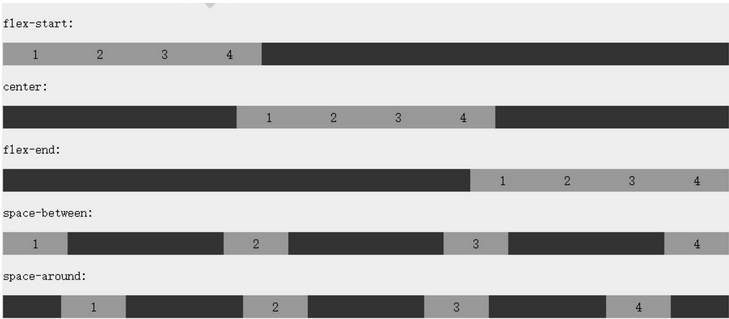 flex-start:
1 2 3 4
center:
1 2 3 4
flex-end:
1 2 3 4
space-between:
1 2 3 4
space-around:
1 2 3 4